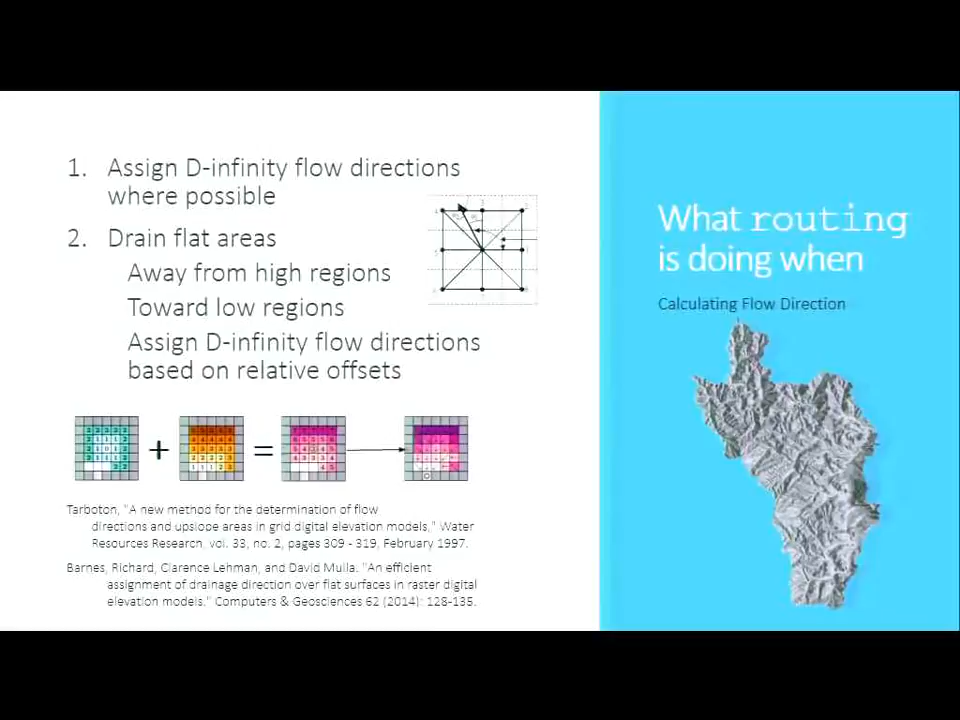 1. Assign D-infinity flow directions
where possible
2. Drain flat areas
Away from high regions
Toward low regions
Assign D-infinity flow directions
based on relative offsets
+ =
Tarboton, "A new method for the determination of flow
directions and upslope areas in grid digital elevation models," Water
Resources Research, vol. 33, no. 2, pages 309 - 319, February 1997.
Barnes, Richard, Clarence Lehman, and David Mulla. "An efficient
assignment of drainage direction over flat surfaces in raster digital
elevation models." Computers & Geosciences 62 (2014): 128-135.
What routing
is doing when
Calculating Flow Direction